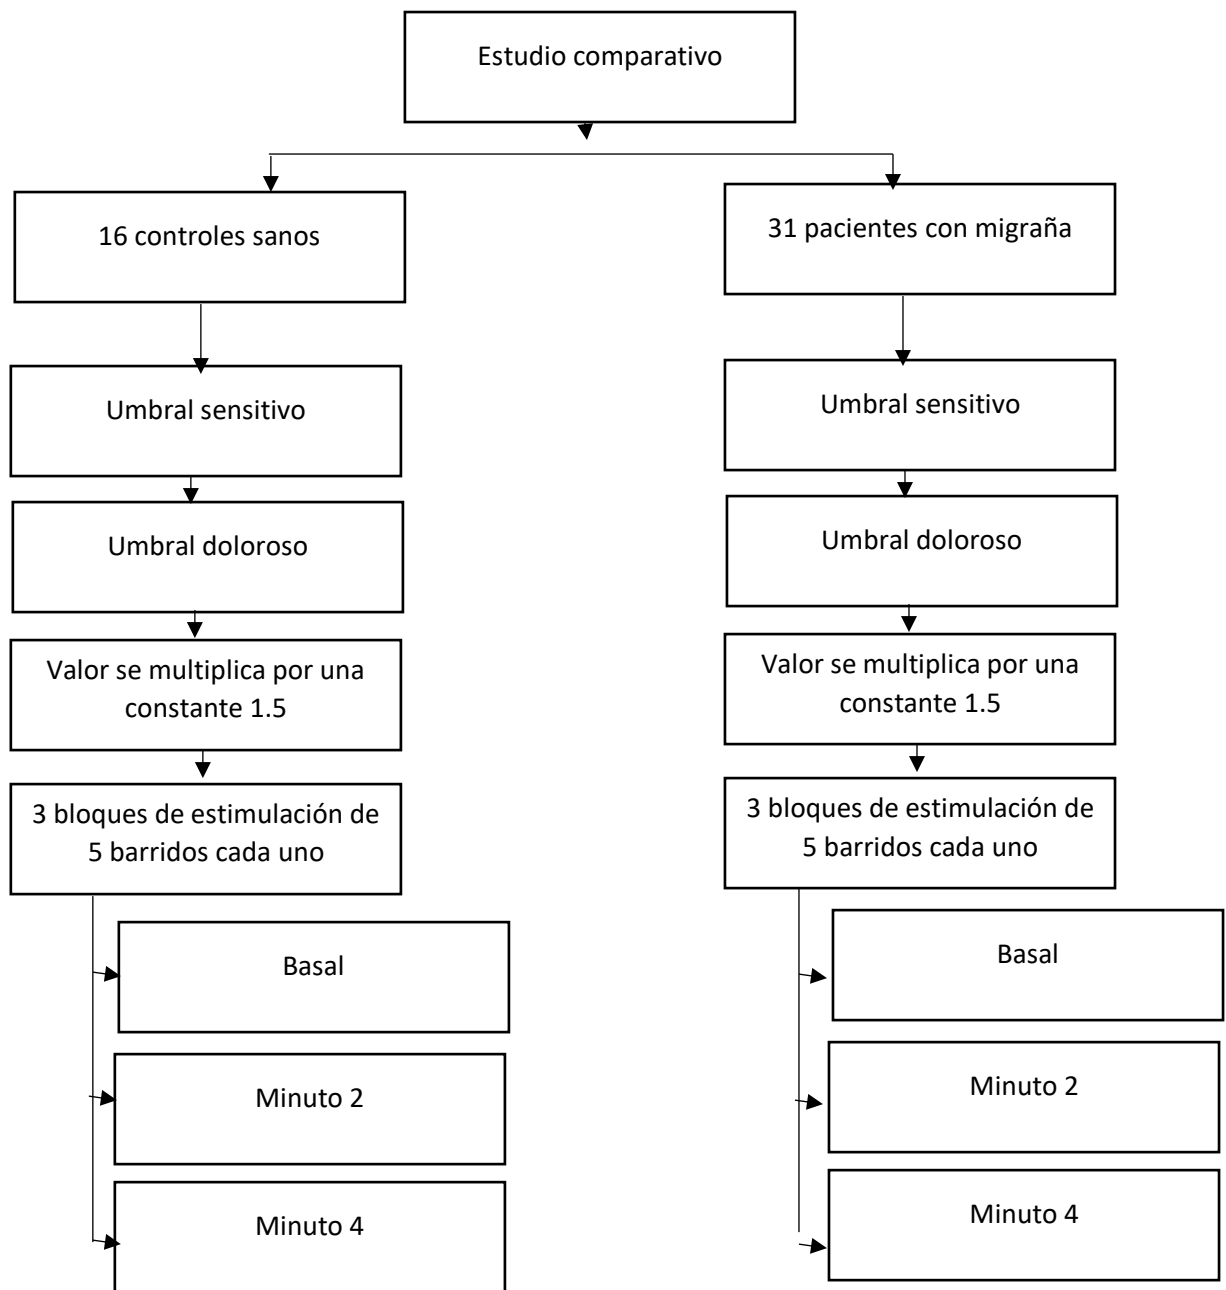 Estudio comparativo
16 controles sanos
31 pacientes con migraña
Umbral sensitivo
Umbral sensitivo
Umbral doloroso
Umbral doloroso
Valor se multiplica por una
constante 1.5
Valor se multiplica por una
constante 1.5
3 bloques de estimulación de
5 barridos cada uno
3 bloques de estimulación de
5 barridos cada uno
Basal
Basal
Minuto 2
Minuto 2
Minuto 4
Minuto 4